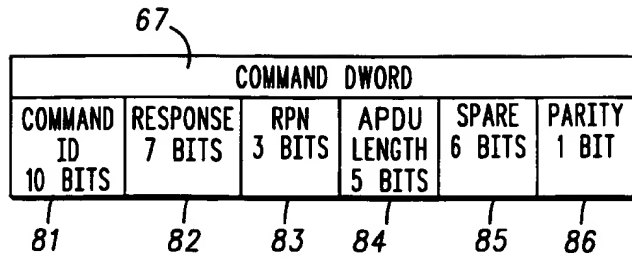 67
COMMAND DWORD
COMMAND ID 10 BITS
RESPONSE 7 BITS
RPN 3 BITS
APDU LENGTH 5 BITS
SPARE 6 BITS
PARITY 1 BIT
81 82 83 84 85 86